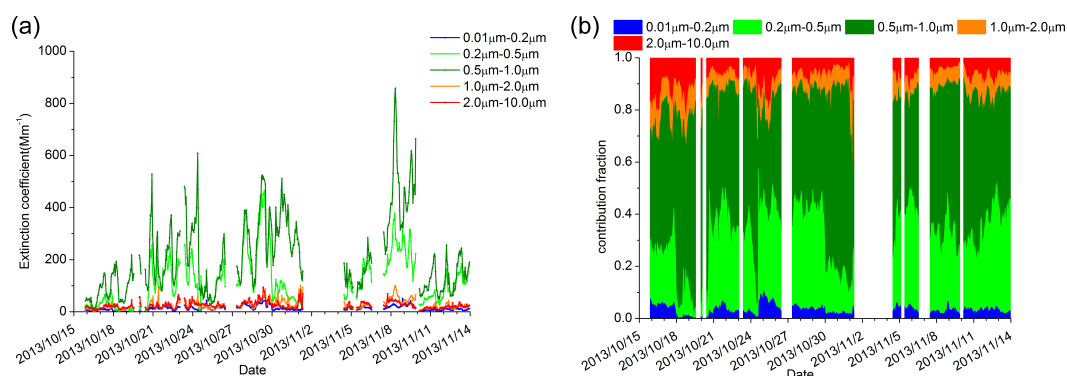 (a)
0.01μm-0.2μm
0.2μm-0.5μm
0.5μm-1.0μm
1.0μm-2.0μm
2.0μm-10.0μm
Extinction coefficient(Mm⁻¹)
1000
800
600
400
200
0
2013/10/15
2013/10/18
2013/10/21
2013/10/24
2013/10/27
2013/10/30
2013/11/2
2013/11/5
2013/11/8
2013/11/11
2013/11/14
Date
(b)
0.01μm-0.2μm 0.2μm-0.5μm 0.5μm-1.0μm 1.0μm-2.0μm
2.0μm-10.0μm
contribution fraction
1.0
0.8
0.6
0.4
0.2
0.0
2013/10/15
2013/10/18
2013/10/21
2013/10/24
2013/10/27
2013/10/30
2013/11/2
2013/11/5
2013/11/8
2013/11/11
2013/11/14
Date